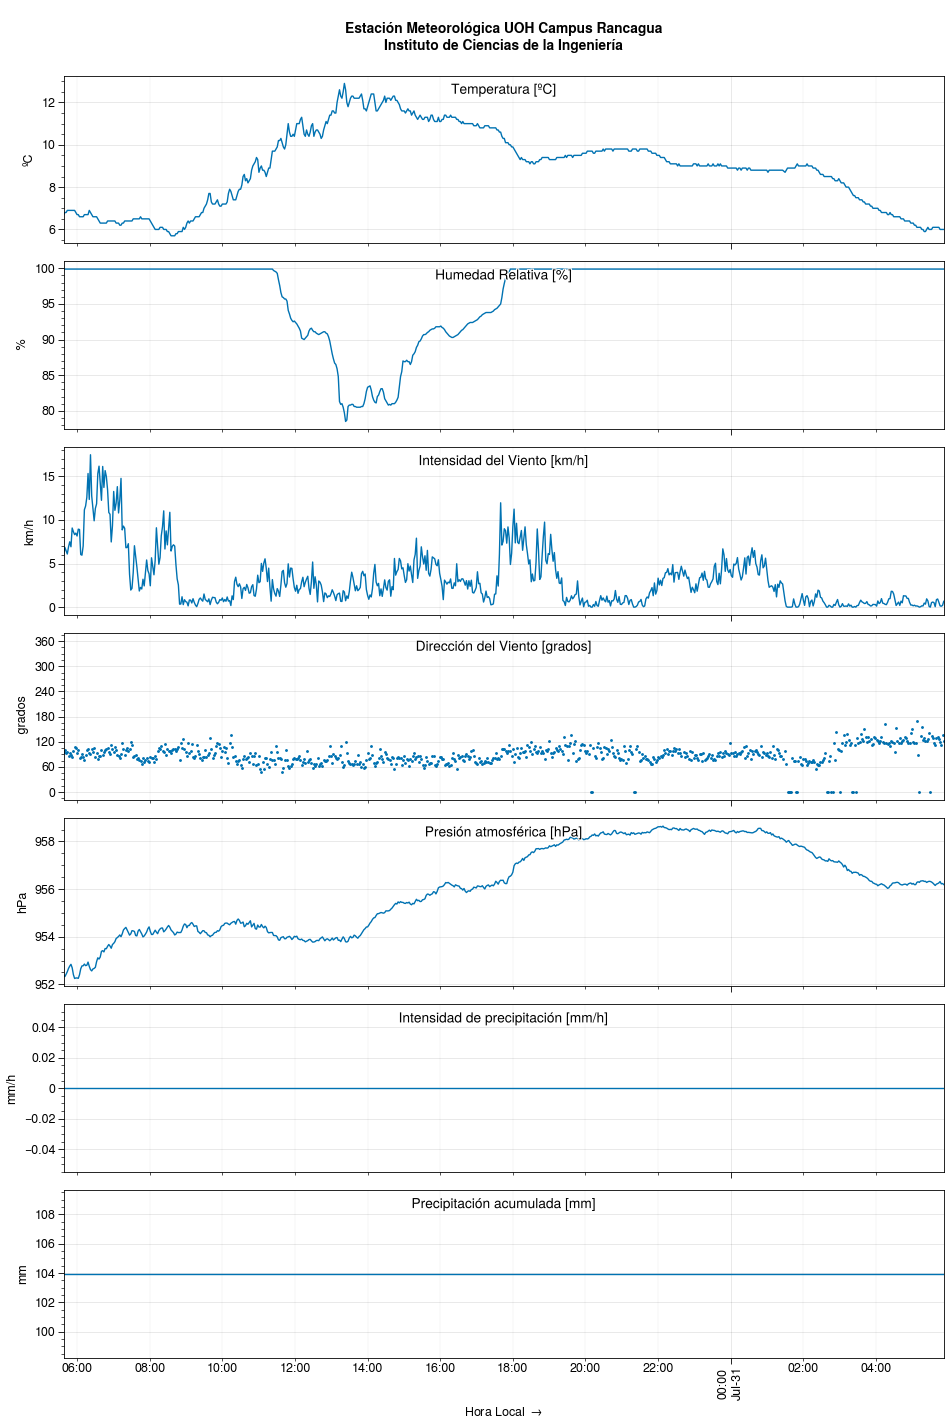 Estación Meteorológica UOH Campus Rancagua
Instituto de Ciencias de la Ingeniería
Temperatura [ºC]
ºC
12
10
8
6
Humedad Relativa [%]
%
100
95
90
85
80
Intensidad del Viento [km/h]
km/h
15
10
5
0
Dirección del Viento [grados]
grados
360
300
240
180
120
60
0
Presión atmosférica [hPa]
hPa
958
956
954
952
Intensidad de precipitación [mm/h]
mm/h
0.04
0.02
0
−0.02
−0.04
Precipitación acumulada [mm]
mm
108
106
104
102
100
06:00 08:00 10:00 12:00 14:00 16:00 18:00 20:00 22:00 00:00 02:00 04:00
Jul-31
Hora Local →